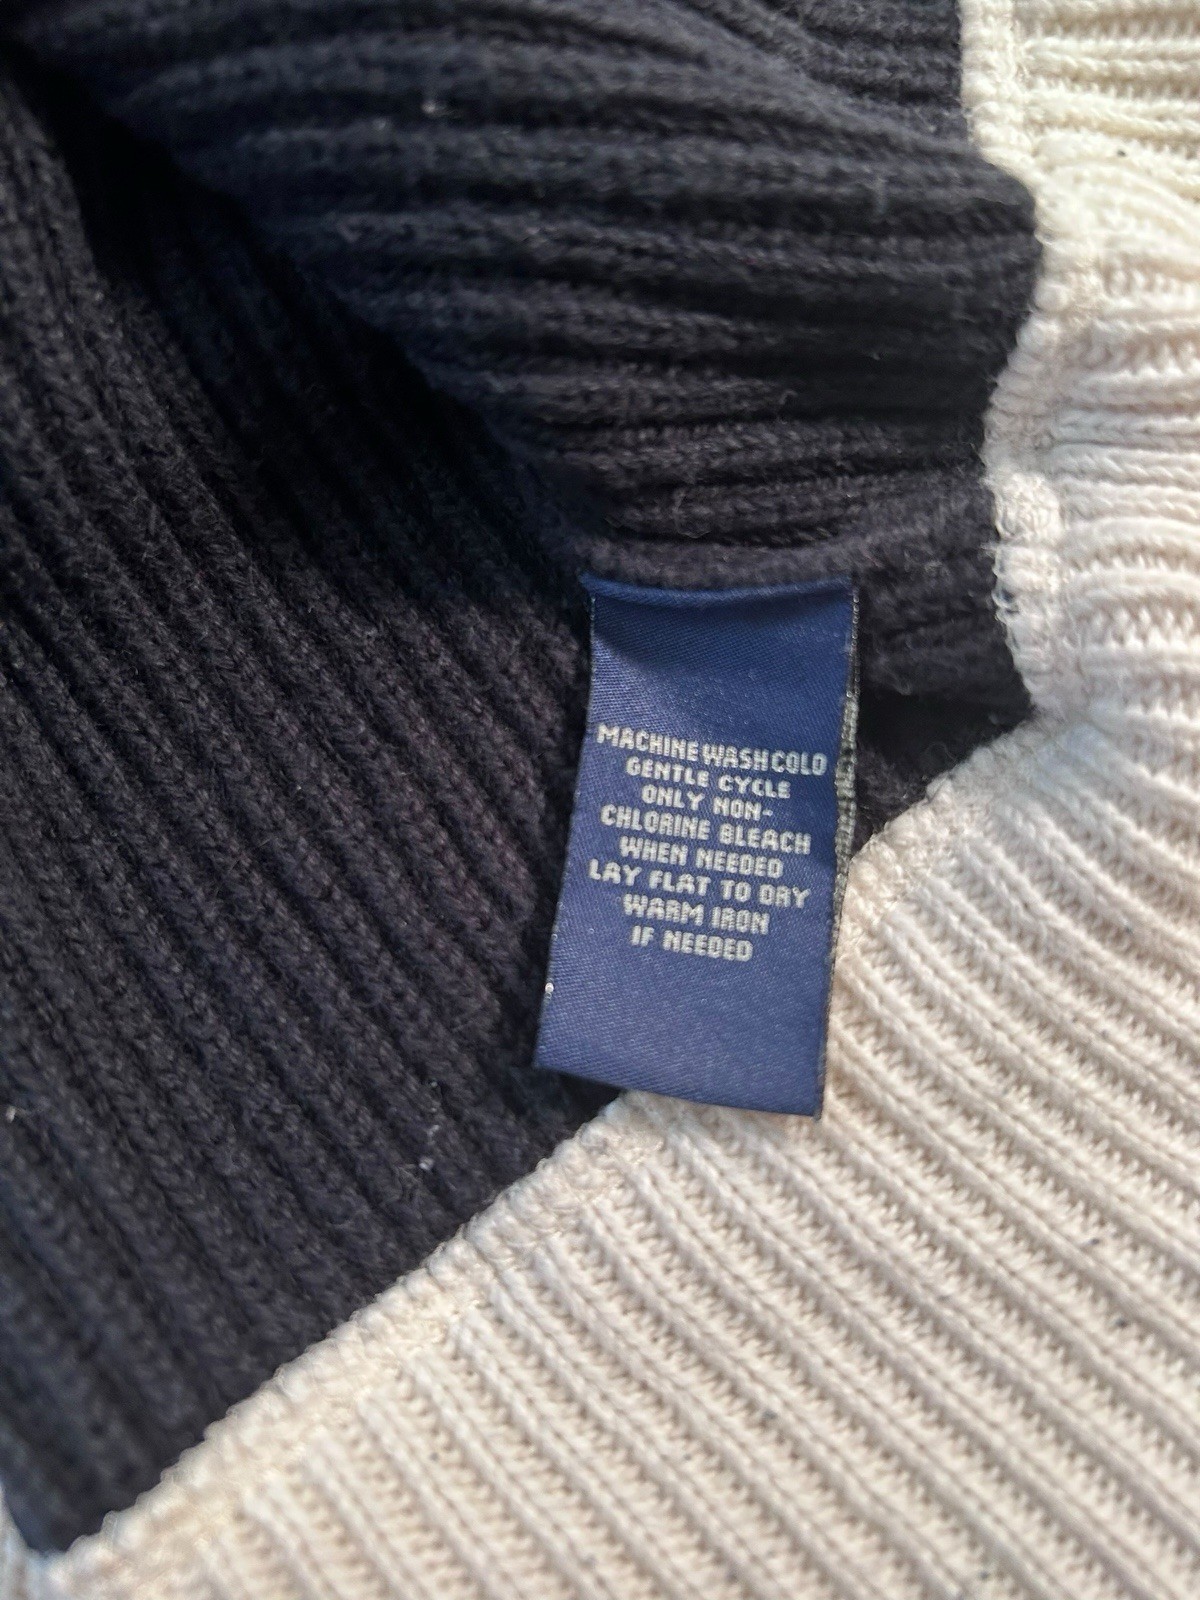 MACHINE WASH COLD
GENTLE CYCLE
ONLY NON-
CHLORINE BLEACH
WHEN NEEDED
LAY FLAT TO DRY
WARM IRON
IF NEEDED